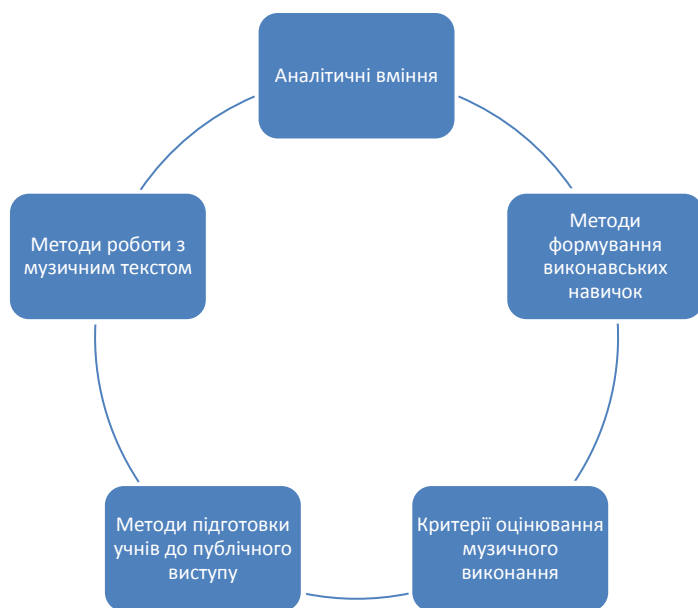 Аналітичні вміння
Методи
формування
виконавських
навичок
Критерії оцінювання
музичного
виконання
Методи підготовки
учнів до публічного
виступу
Методи роботи з
музичним текстом